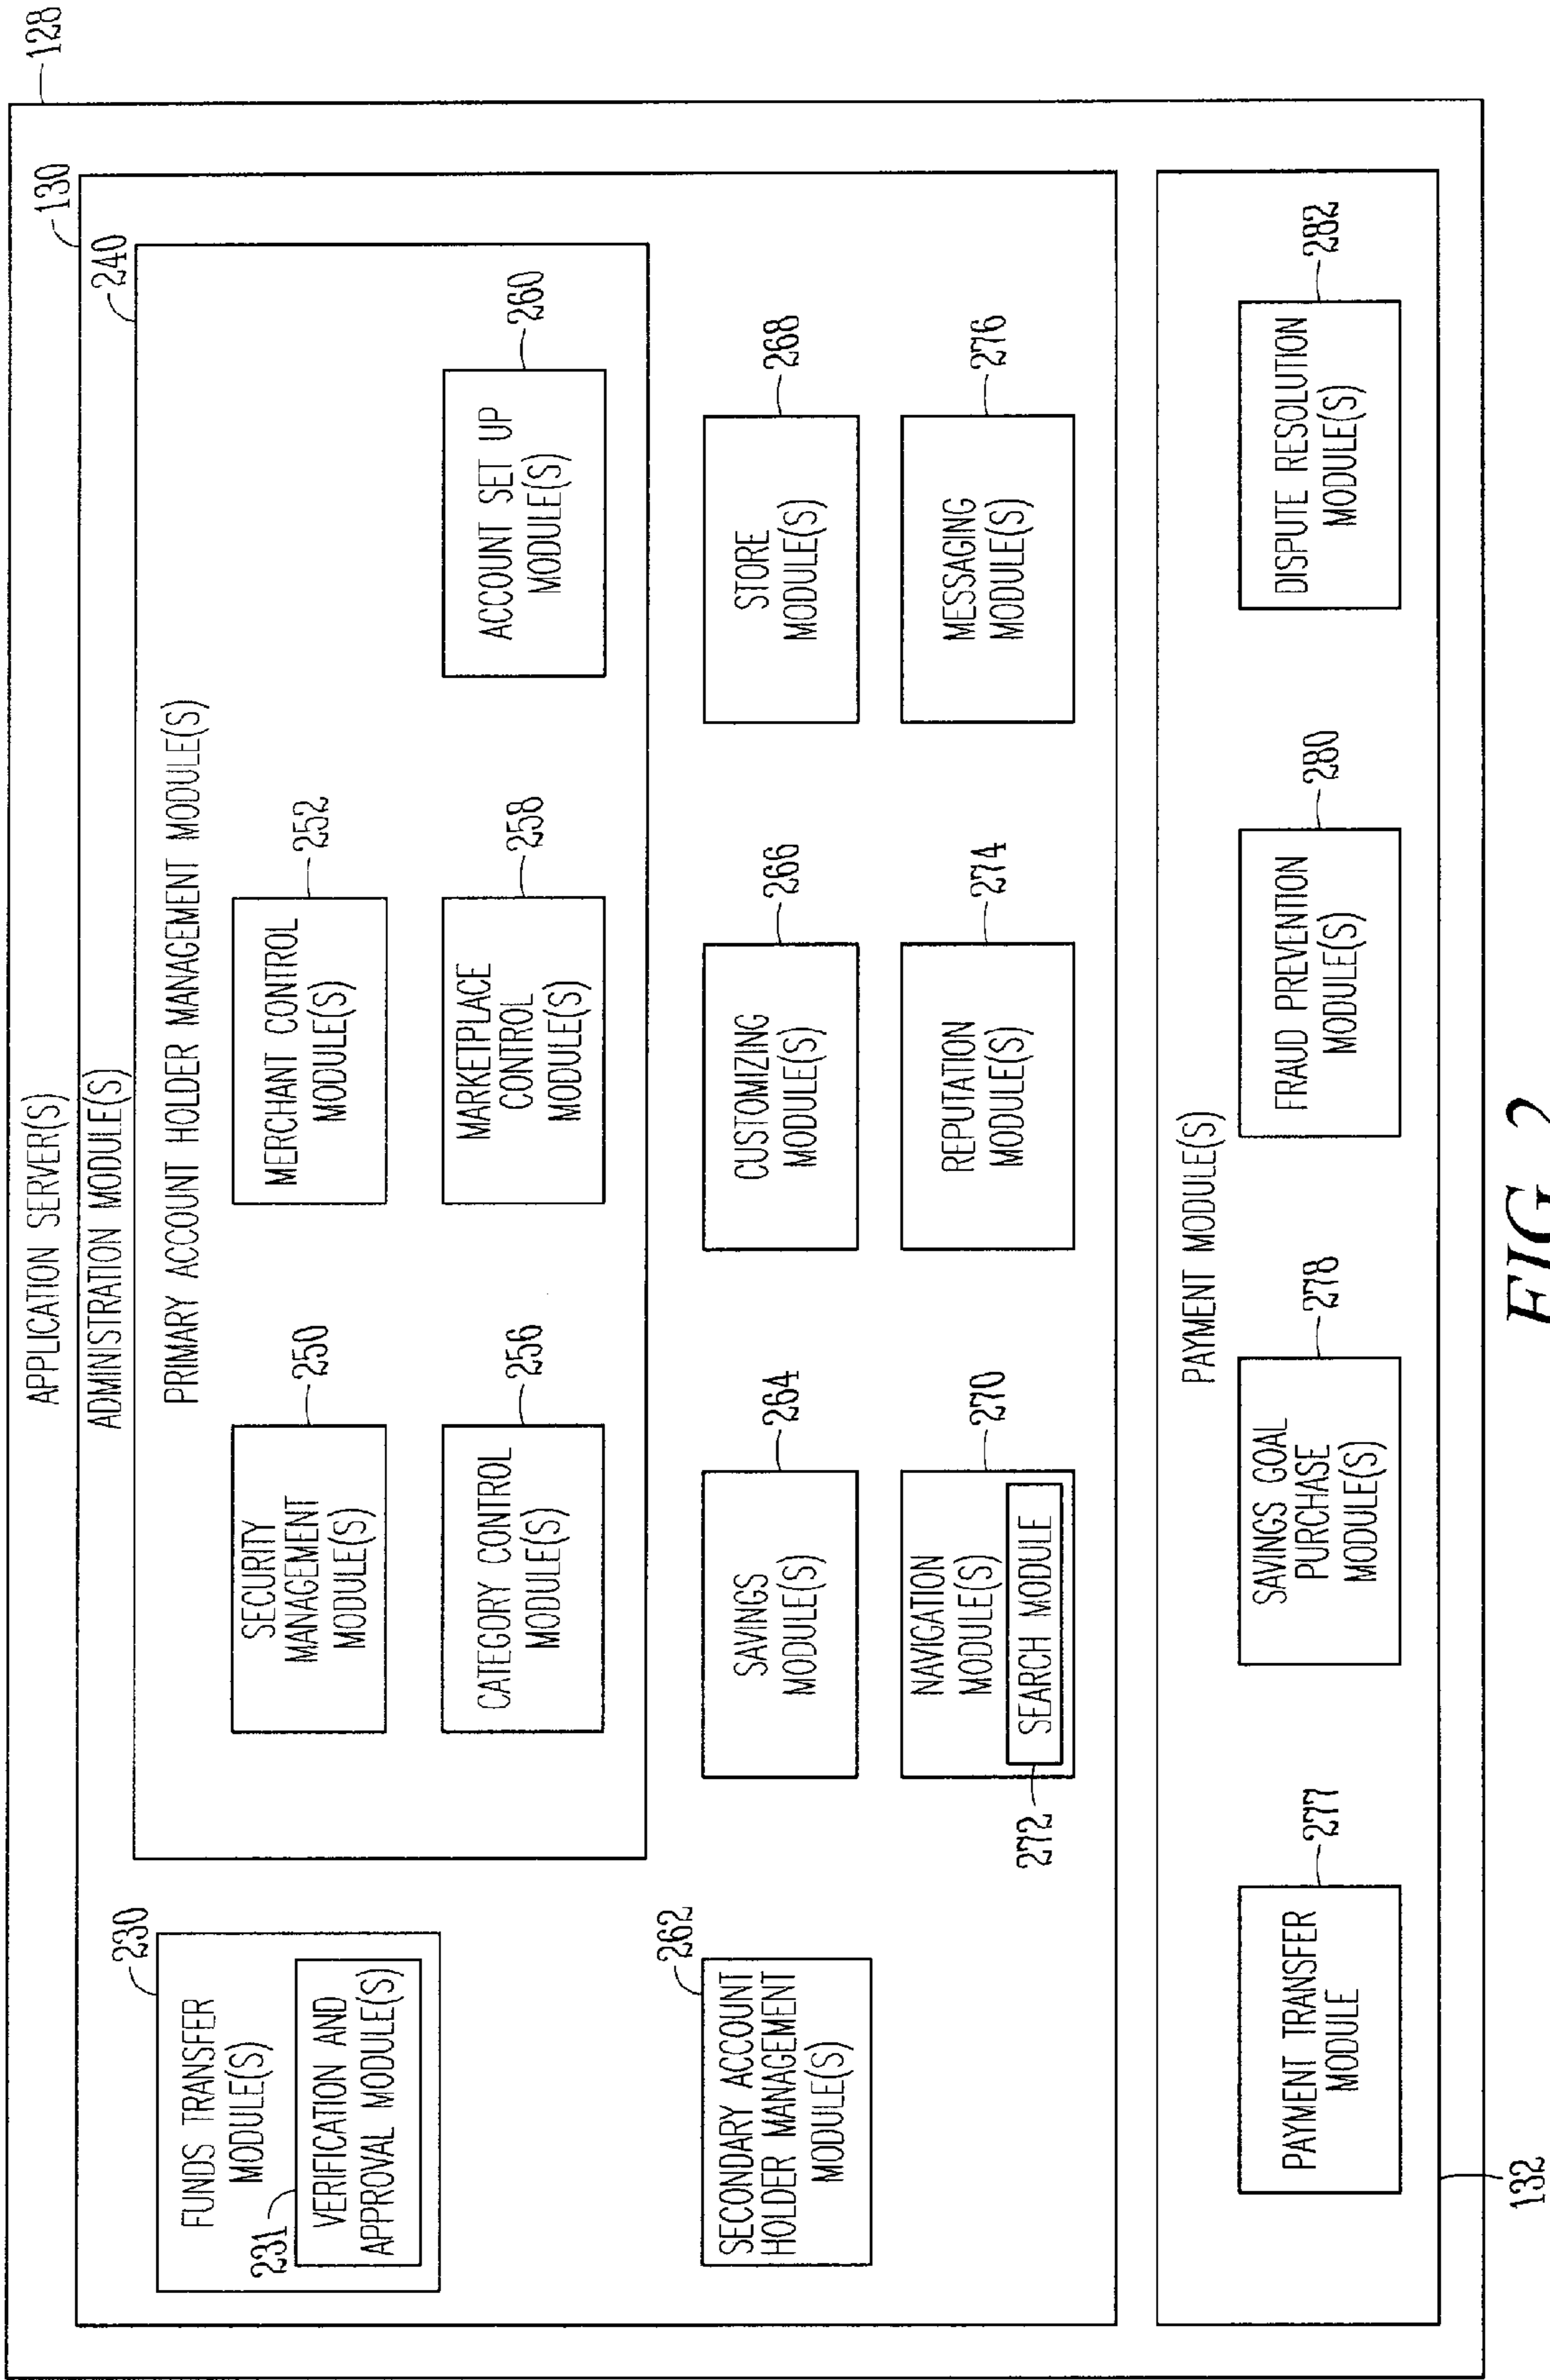 APPLICATION SERVER(S)
128
ADMINISTRATION MODULE(S)
130
FUNDS TRANSFER
MODULE(S)
230
231
VERIFICATION AND
APPROVAL MODULE(S)
PRIMARY ACCOUNT HOLDER MANAGEMENT MODULE(S)
240
SECURITY
MANAGEMENT
MODULE(S)
250
MERCHANT CONTROL
MODULE(S)
252
CATEGORY CONTROL
MODULE(S)
256
MARKETPLACE
CONTROL
MODULE(S)
258
ACCOUNT SET UP
MODULE(S)
260
SECONDARY ACCOUNT
HOLDER MANAGEMENT
MODULE(S)
262
SAVINGS
MODULE(S)
264
CUSTOMIZING
MODULE(S)
266
STORE
MODULE(S)
268
NAVIGATION
MODULE(S)
270
SEARCH MODULE
272
REPUTATION
MODULE(S)
274
MESSAGING
MODULE(S)
276
PAYMENT MODULE(S)
PAYMENT TRANSFER
MODULE
277
SAVINGS GOAL
PURCHASE
MODULE(S)
278
FRAUD PREVENTION
MODULE(S)
280
DISPUTE RESOLUTION
MODULE(S)
282
132
FIG. 2